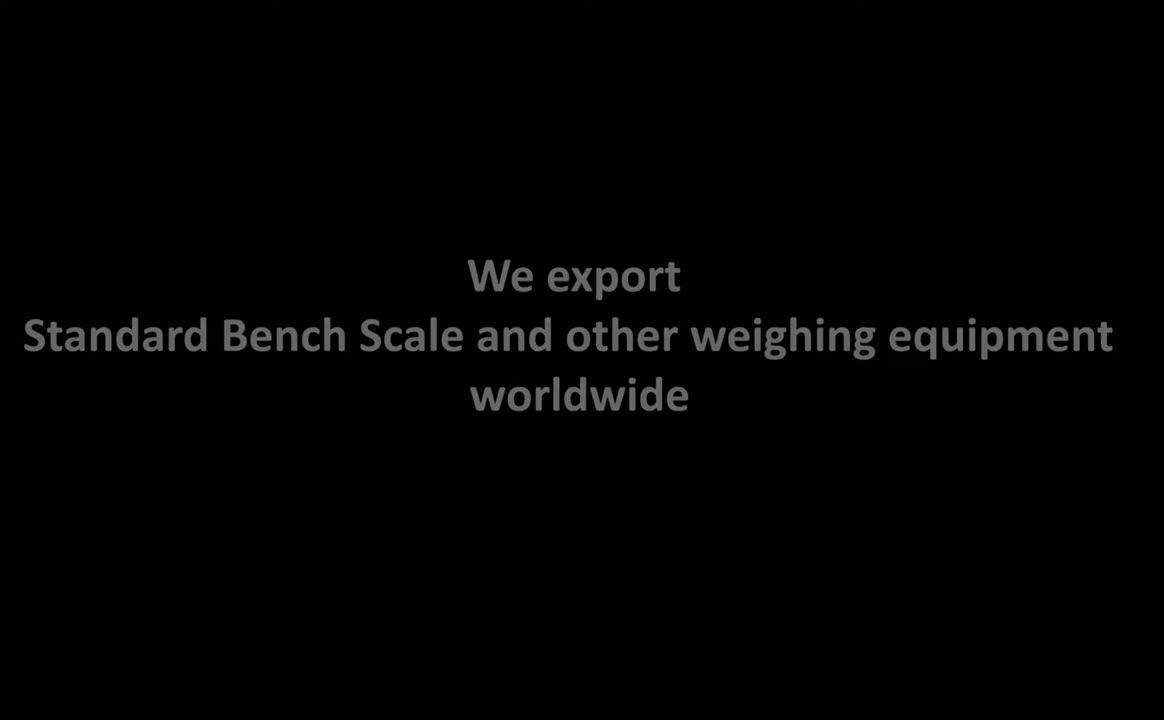 We export
Standard Bench Scale and other weighing equipment
worldwide